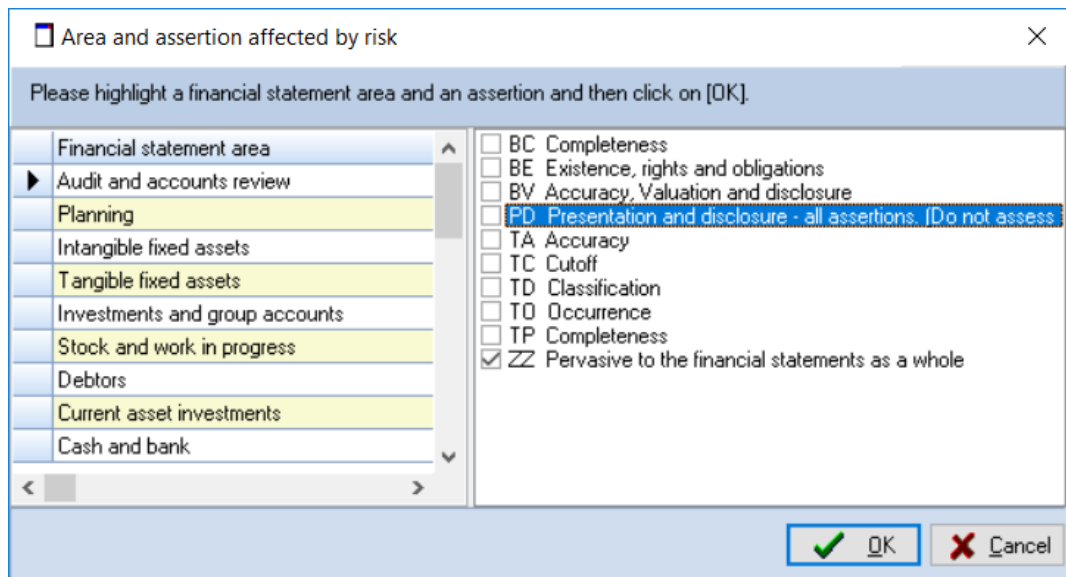 Area and assertion affected by risk
Please highlight a financial statement area and an assertion and then click on [OK].
Financial statement area
Audit and accounts review
Planning
Intangible fixed assets
Tangible fixed assets
Investments and group accounts
Stock and work in progress
Debtors
Current asset investments
Cash and bank
BC Completeness
BE Existence, rights and obligations
BV Accuracy, Valuation and disclosure
PD Presentation and disclosure - all assertions. (Do not assess
TA Accuracy
TC Cutoff
TD Classification
TO Occurrence
TP Completeness
ZZ Pervasive to the financial statements as a whole
OK
Cancel